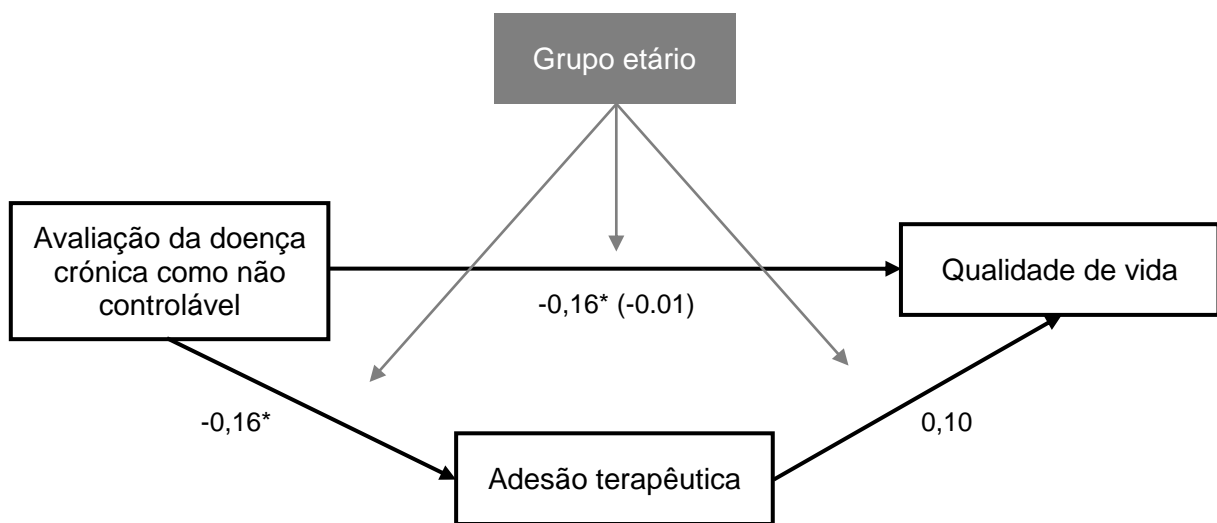 Grupo etário
Avaliação da doença
crónica como não
controlável
Qualidade de vida
-0,16* (-0.01)
-0,16*
0,10
Adesão terapêutica